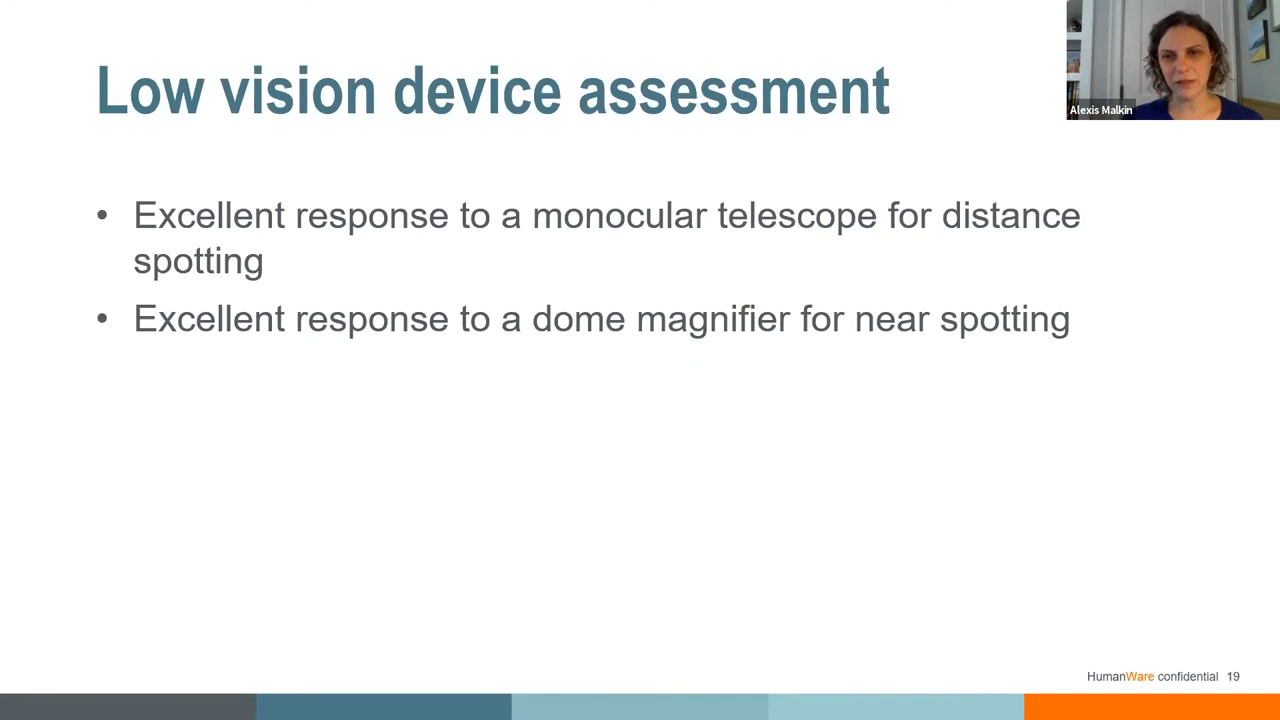 Low vision device assessment
Alexis Malkin
• Excellent response to a monocular telescope for distance
spotting
• Excellent response to a dome magnifier for near spotting
HumanWare confidential 19